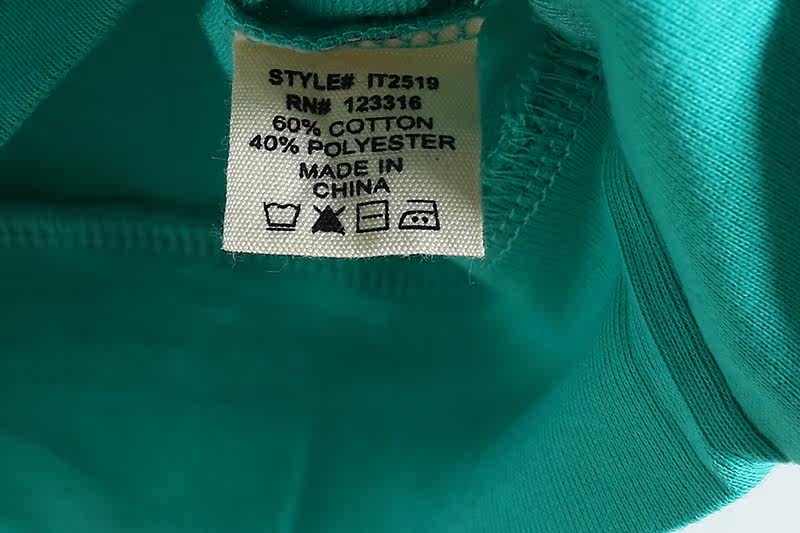 STYLE# IT2519
RN# 123316
60% COTTON
40% POLYESTER
MADE IN
CHINA